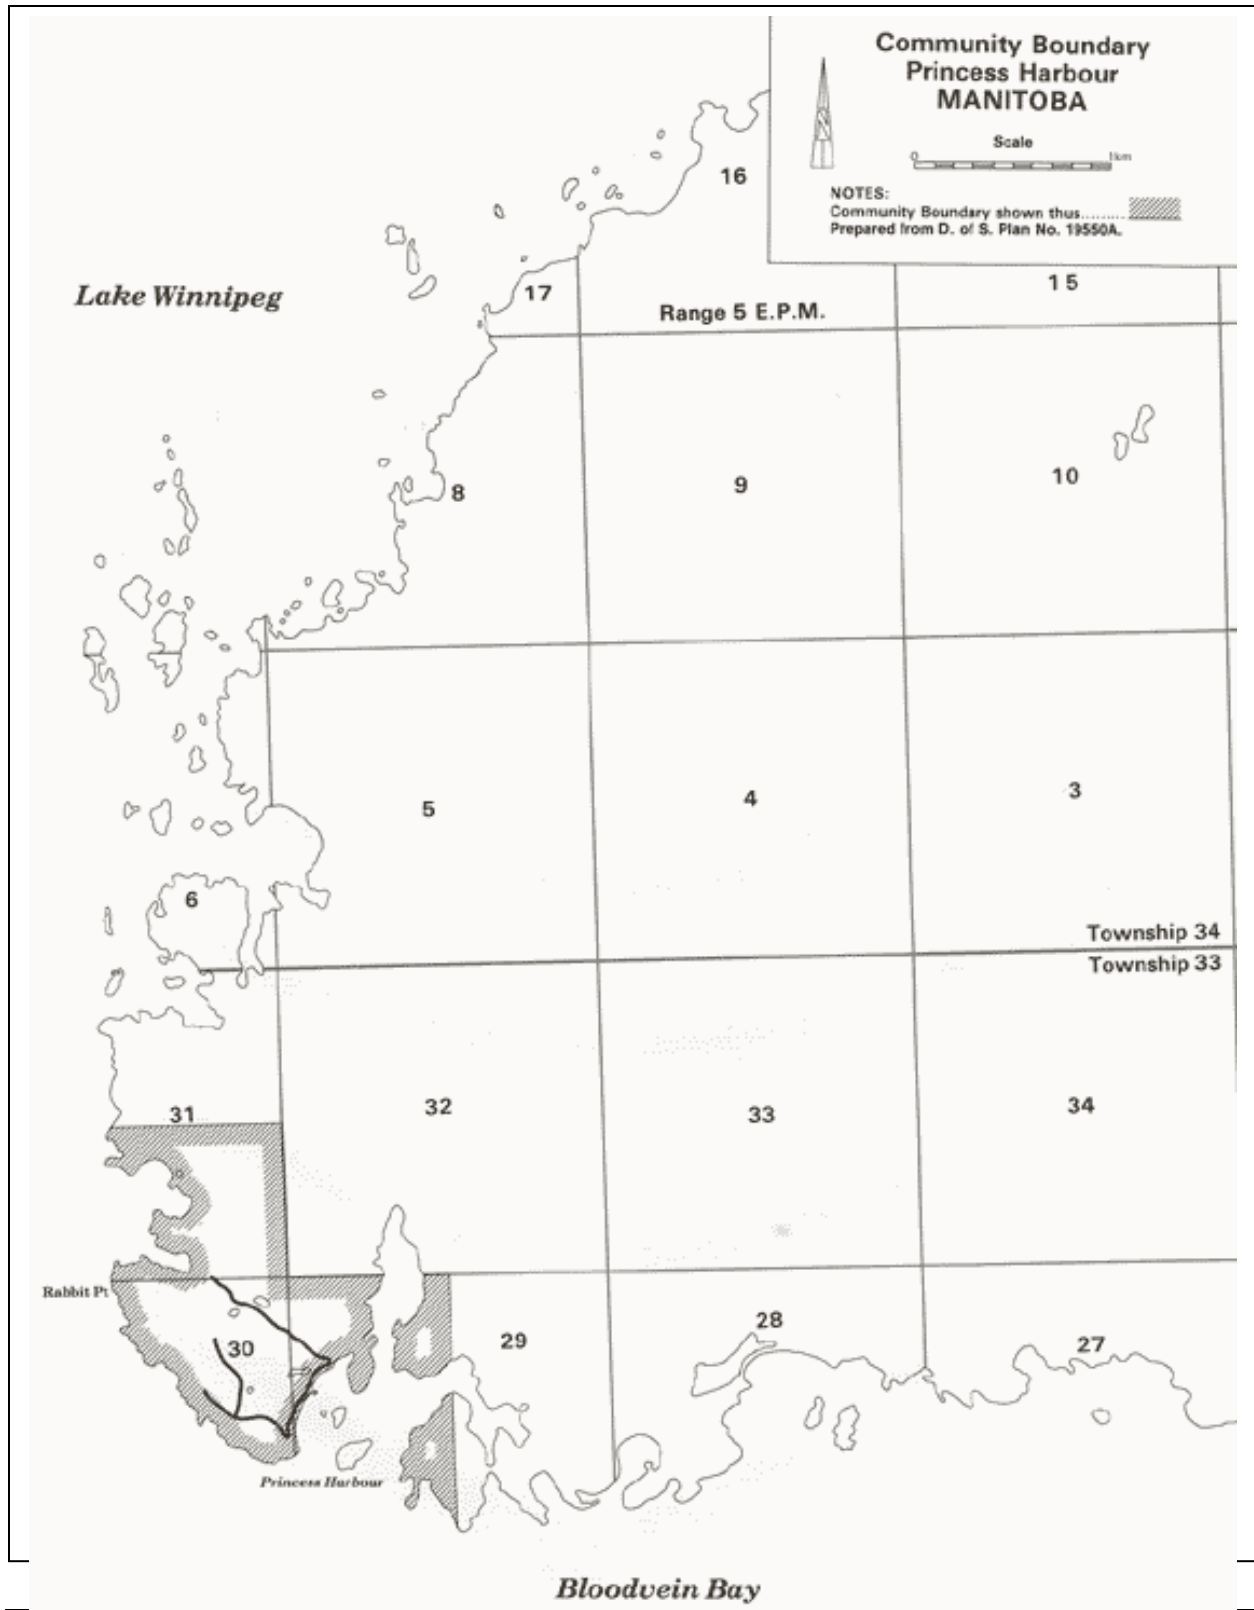 Community Boundary
Princess Harbour
MANITOBA
Scale
0 1km
NOTES:
Community Boundary shown thus.........
Prepared from D. of S. Plan No. 19550A.
16
15
17
Lake Winnipeg
Range 5 E.P.M.
8
9
10
5
4
3
6
Township 34
Township 33
31
32
33
34
Rabbit Pt
30
29
28
27
Princess Harbour
Bloodvein Bay